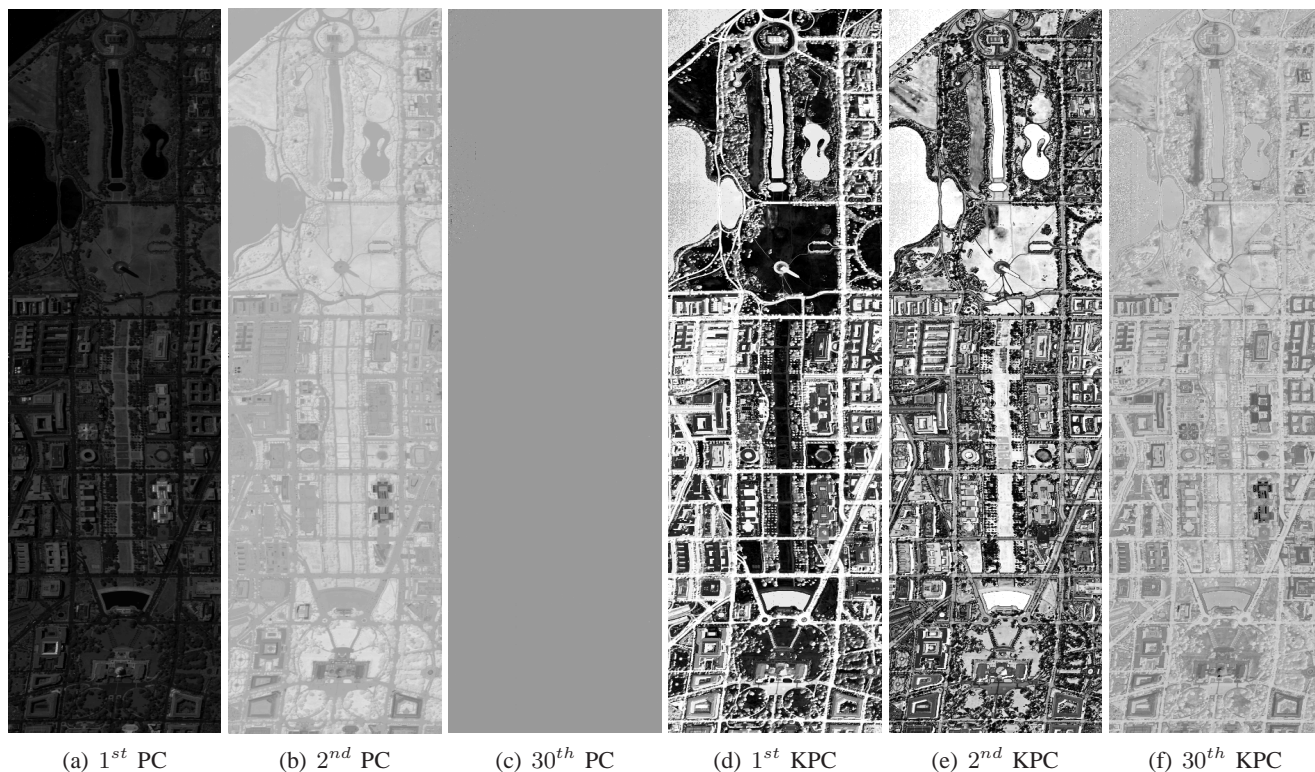 (a) 1st PC
(b) 2nd PC
(c) 30th PC
(d) 1st KPC
(e) 2nd KPC
(f) 30th KPC